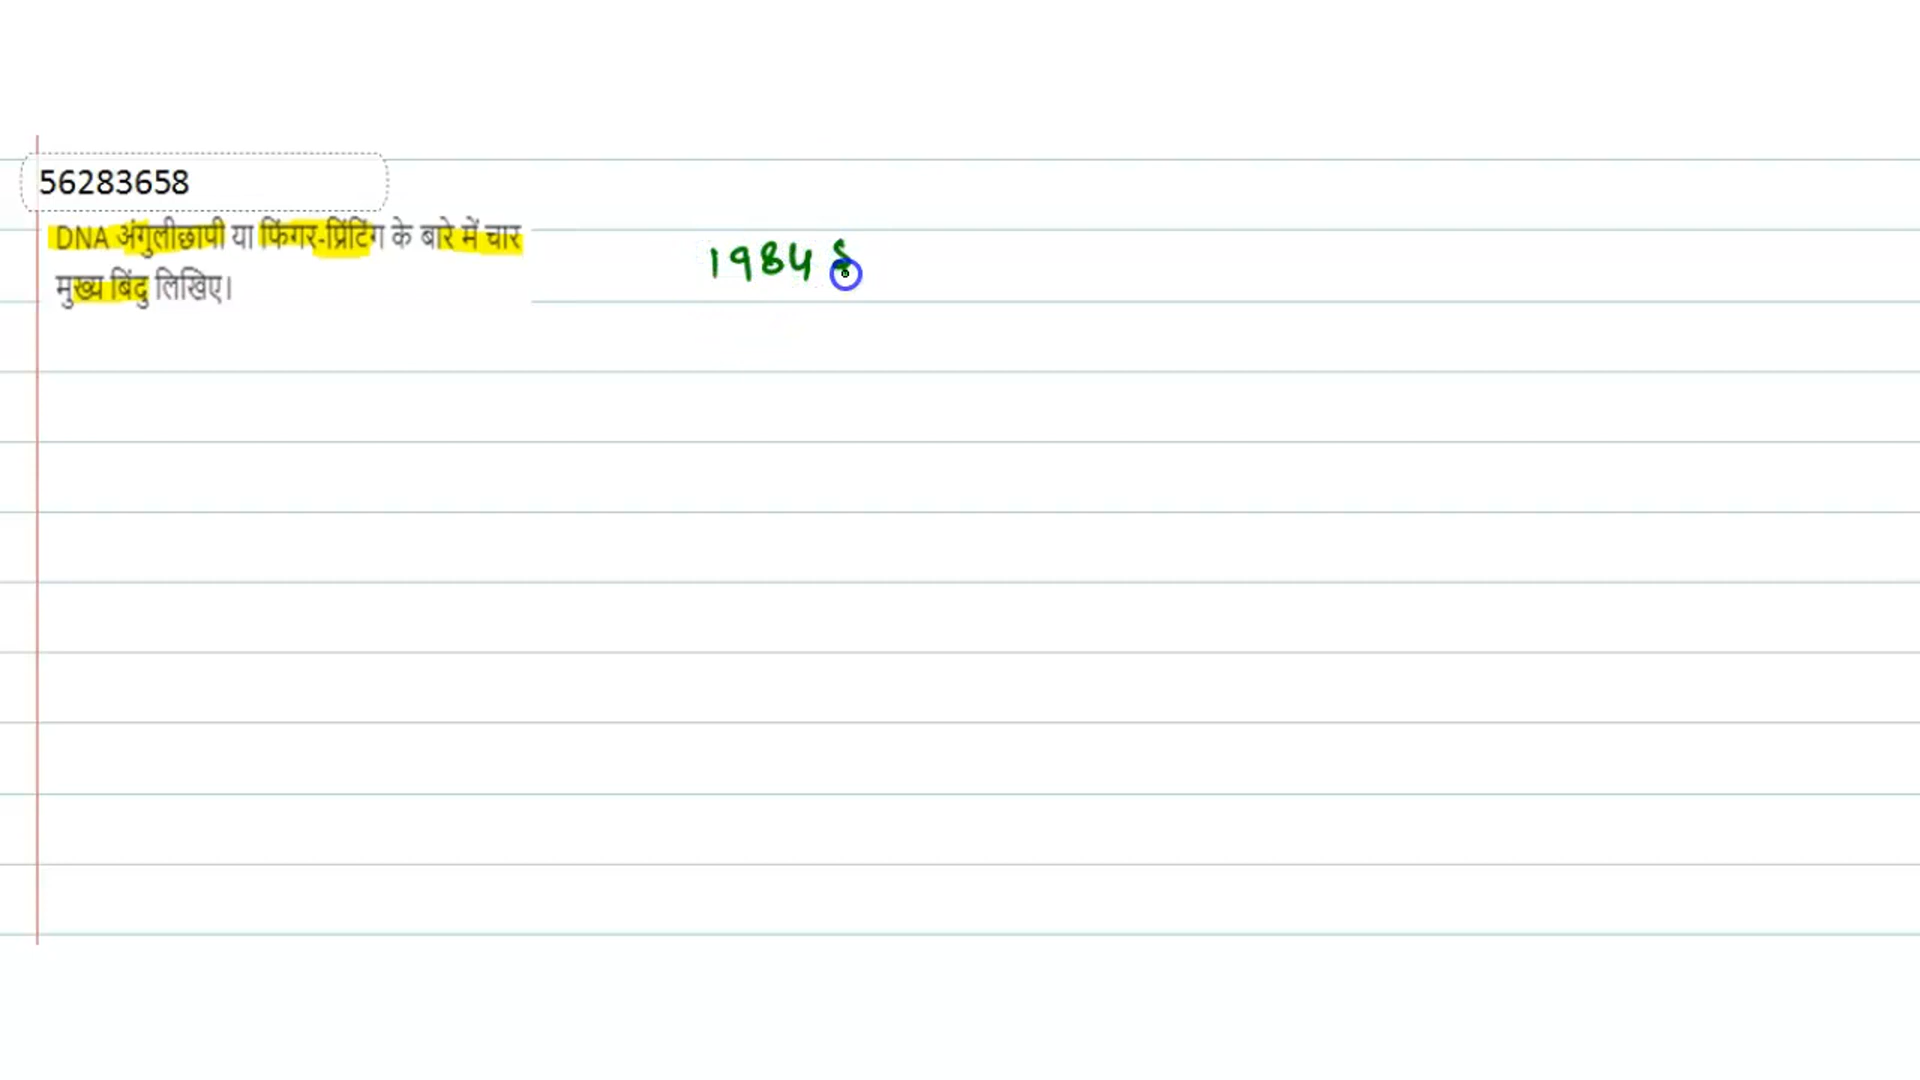 56283658
DNA अंगुलीछापी या फिंगर-प्रिंटिंग के बारे में चार
मुख्य बिंदु लिखिए।
1984